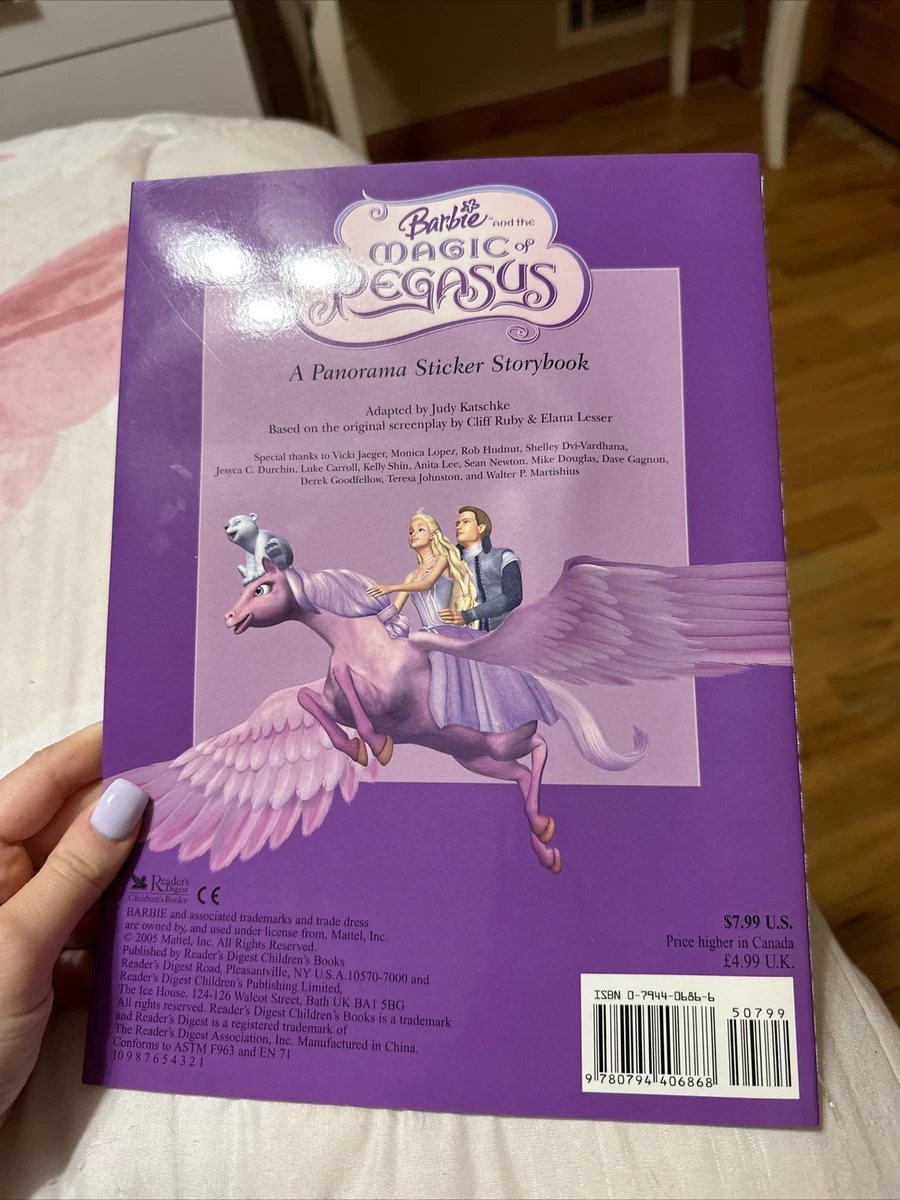 Barbie™ and the
MAGIC of
PEGASUS
A Panorama Sticker Storybook
Adapted by Judy Katschke
Based on the original screenplay by Cliff Ruby & Elana Lesser
Special thanks to Vicki Jaeger, Monica Lopez, Rob Hudnut, Shelley Dvi-Vardhana,
Jesyca C. Durchin, Luke Carroll, Kelly Shin, Anita Lee, Sean Newton, Mike Douglas, Dave Gagnon,
Derek Goodfellow, Teresa Johnston, and Walter P. Martishius
Reader's
Digest
Children's Books
CE
BARBIE and associated trademarks and trade dress
are owned by, and used under license from, Mattel, Inc.
© 2005 Mattel, Inc. All Rights Reserved.
Published by Reader's Digest Children's Books
Reader's Digest Road, Pleasantville, NY U.S.A.10570-7000 and
Reader's Digest Children's Publishing Limited,
The Ice House, 124-126 Walcot Street, Bath UK BA1 5BG
All rights reserved. Reader's Digest Children's Books is a trademark
and Reader's Digest is a registered trademark of
The Reader's Digest Association, Inc. Manufactured in China.
Conforms to ASTM F963 and EN 71
10 9 8 7 6 5 4 3 2 1
$7.99 U.S.
Price higher in Canada
£4.99 U.K.
ISBN 0-7944-0686-6
50799
9 780794 406868